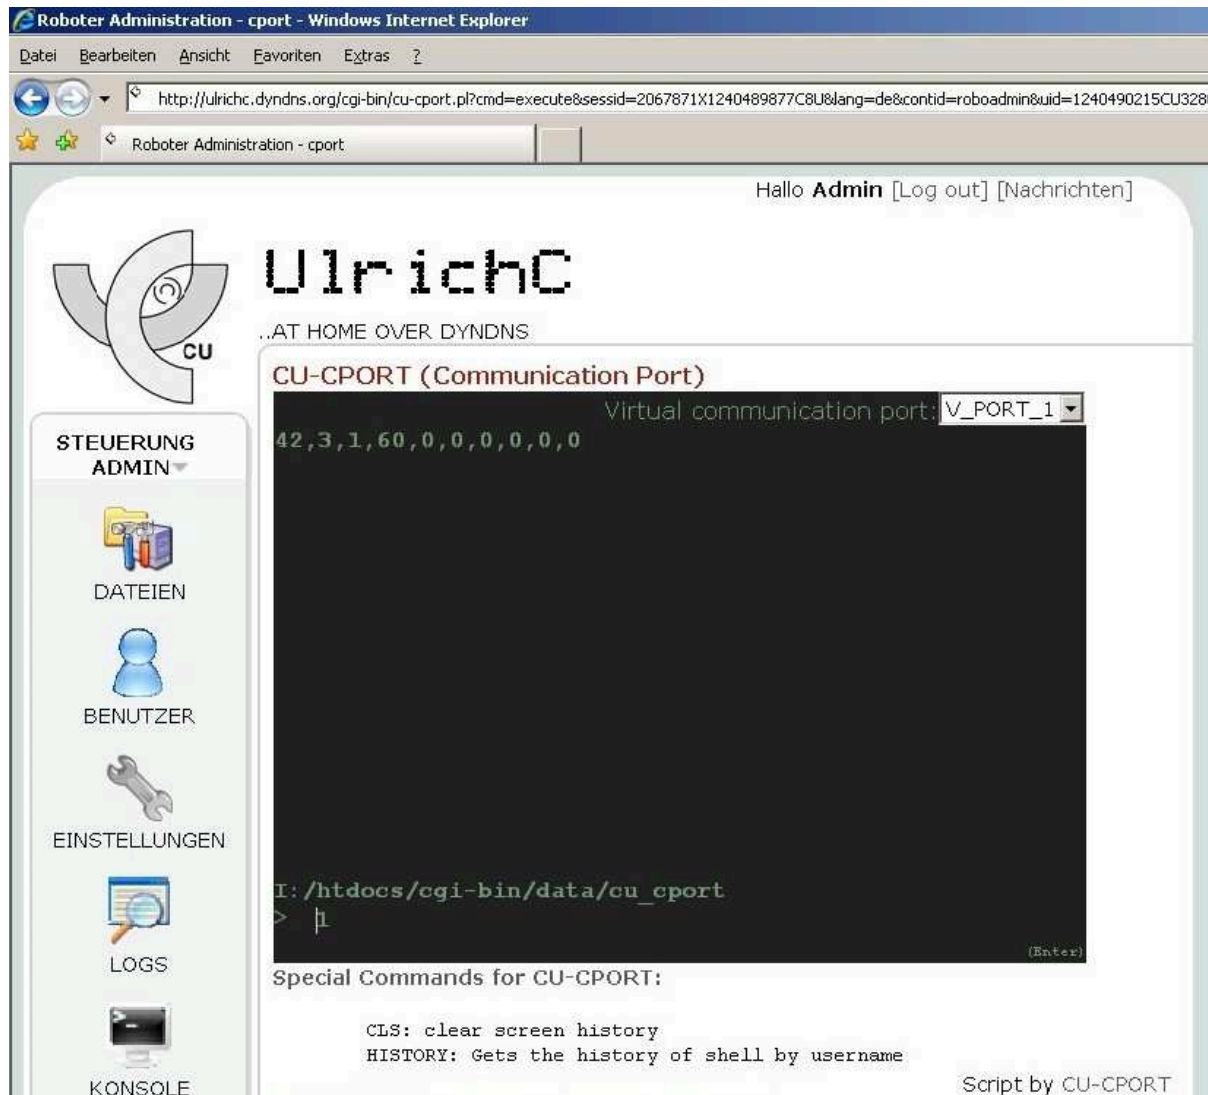 Roboter Administration - cport - Windows Internet Explorer
Datei Bearbeiten Ansicht Favoriten Extras ?
http://ulrichc.dyndns.org/cgi-bin/cu-cport.pl?cmd=execute&sessid=2067871X1240489877C8U&lang=de&contid=roboadmin&uid=1240490215CU328
Roboter Administration - cport
Hallo Admin [Log out] [Nachrichten]
CU
UlrichC
..AT HOME OVER DYNDNS
CU-CPORT (Communication Port)
Virtual communication port: V_PORT_1
42,3,1,60,0,0,0,0,0,0
STEUERUNG
ADMIN
DATEIEN
BENUTZER
EINSTELLUNGEN
LOGS
KONSOLE
I:/htdocs/cgi-bin/data/cu_cport
> 1
(Enter)
Special Commands for CU-CPORT:
CLS: clear screen history
HISTORY: Gets the history of shell by username
Script by CU-CPORT